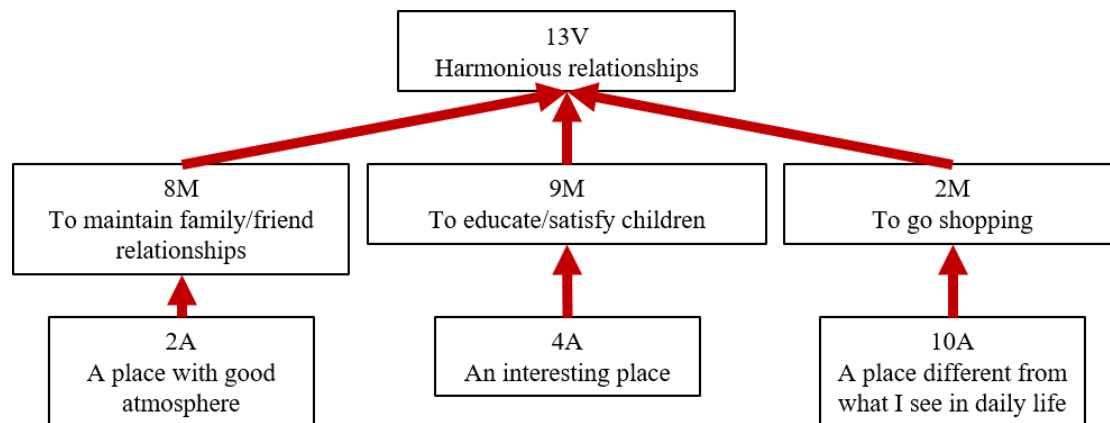 13V
Harmonious relationships
8M
To maintain family/friend
relationships
9M
To educate/satisfy children
2M
To go shopping
2A
A place with good
atmosphere
4A
An interesting place
10A
A place different from
what I see in daily life